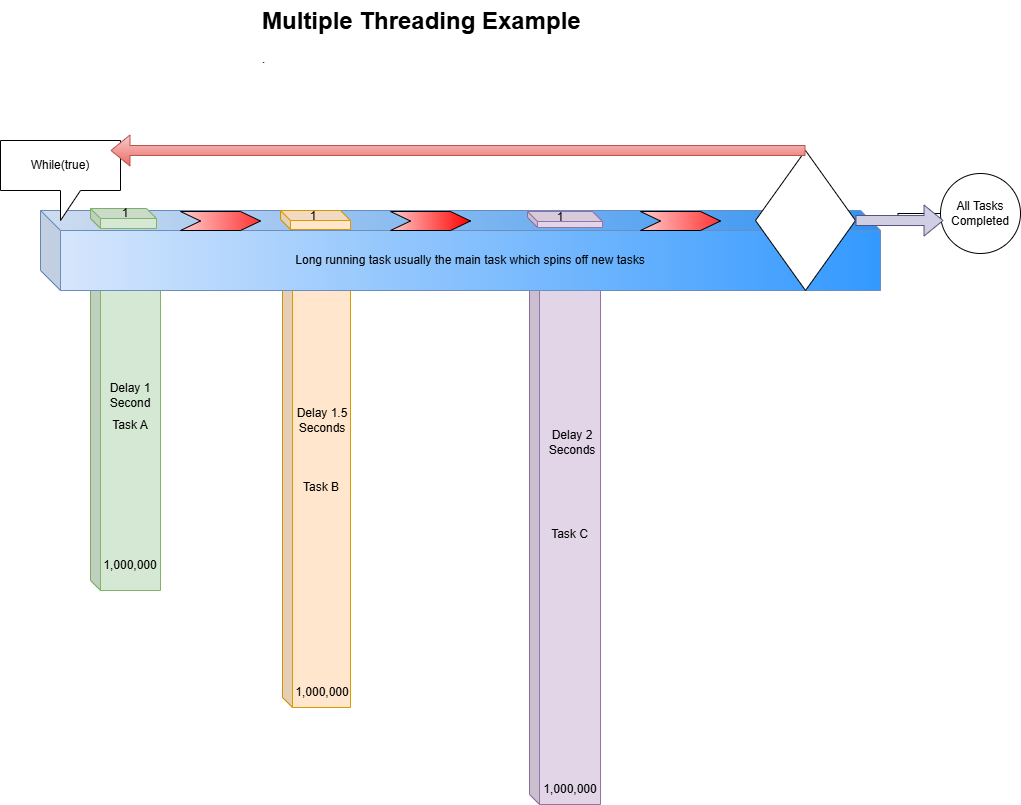 Multiple Threading Example
.
While(true)
1
1
1
All Tasks
Completed
Long running task usually the main task which spins off new tasks
Delay 1
Second
Task A
1,000,000
Delay 1.5
Seconds
Task B
1,000,000
Delay 2
Seconds
Task C
1,000,000